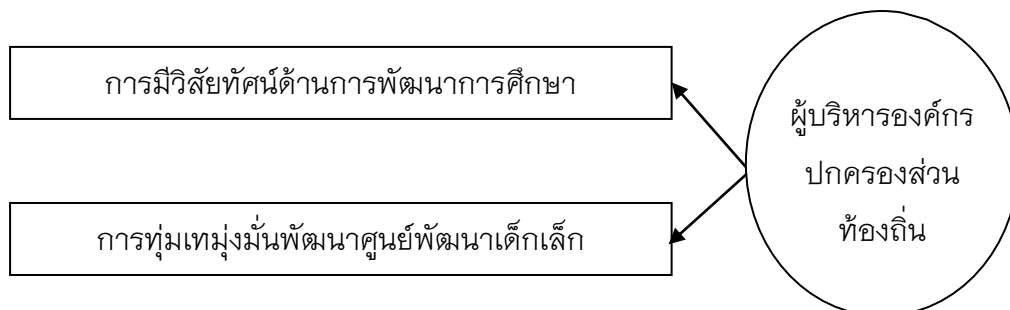 การมีวิสัยทัศน์ด้านการพัฒนาการศึกษา
การทุ่มเทมุ่งมั่นพัฒนาศูนย์พัฒนาเด็กเล็ก
ผู้บริหารองค์กร
ปกครองส่วน
ท้องถิ่น